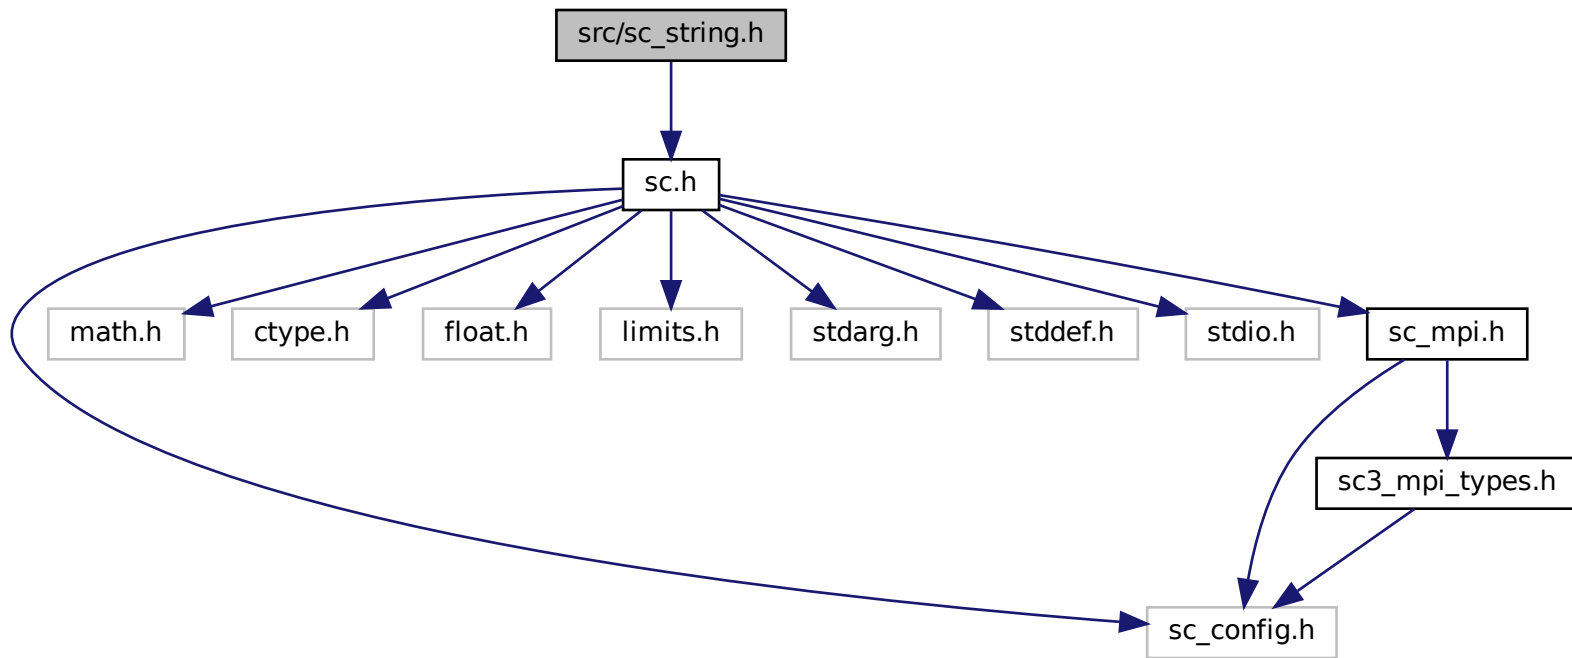 src/sc_string.h
sc.h
math.h
ctype.h
float.h
limits.h
stdarg.h
stddef.h
stdio.h
sc_mpi.h
sc3_mpi_types.h
sc_config.h